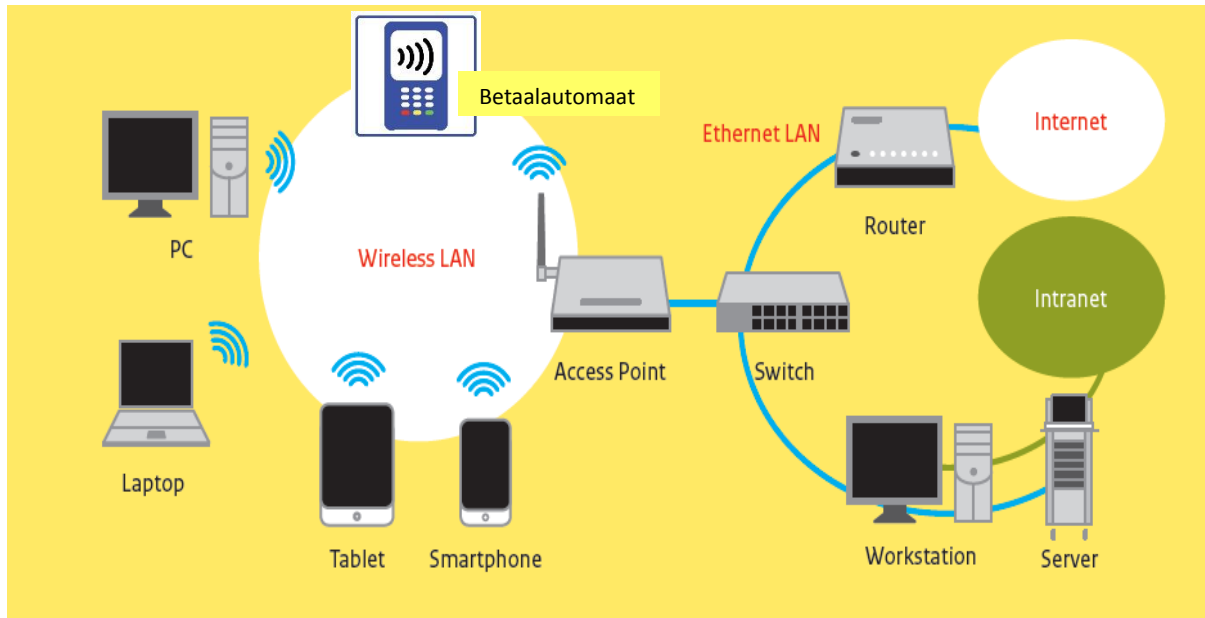 Betaalautomaat
Ethernet LAN
Internet
Router
PC
Wireless LAN
Intranet
Access Point
Switch
Laptop
Tablet
Smartphone
Workstation
Server